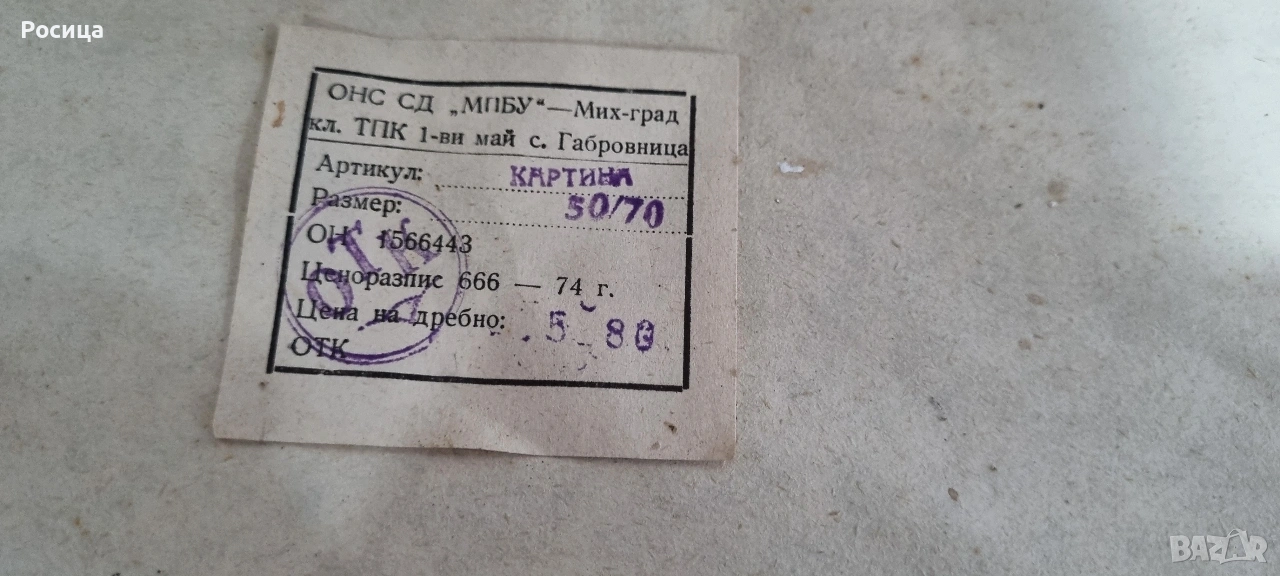 Росица
ОНС СД „МПБУ“—Мих-град
кл. ТПК 1-ви май с. Габровница
Артикул: КАРТИНА
Размер: 50/70
ОН 1566443
Ценоразпис 666 — 74 г.
Цена на дребно: 5 80
ОТК
ОТК
BAZAR